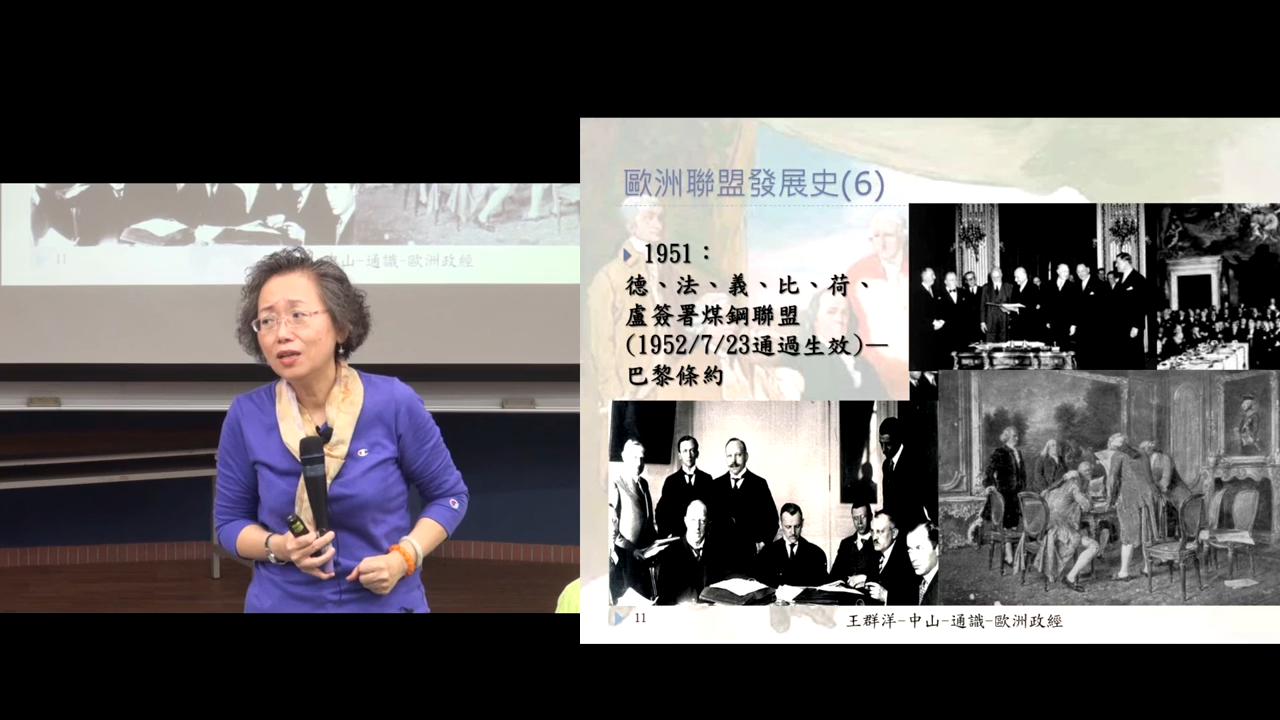 歐洲聯盟發展史(6)
1951：
德、法、義、比、荷、
盧簽署煤鋼聯盟
(1952/7/23通過生效)—
巴黎條約
11
王群洋-中山-通識-歐洲政經
11
山-通識-歐洲政經